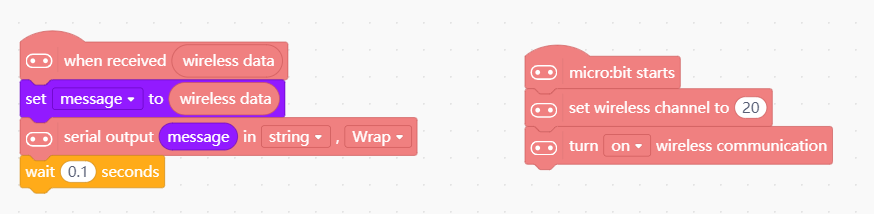 when received wireless data
set message to wireless data
serial output message in string , Wrap
wait 0.1 seconds
micro:bit starts
set wireless channel to 20
turn on wireless communication